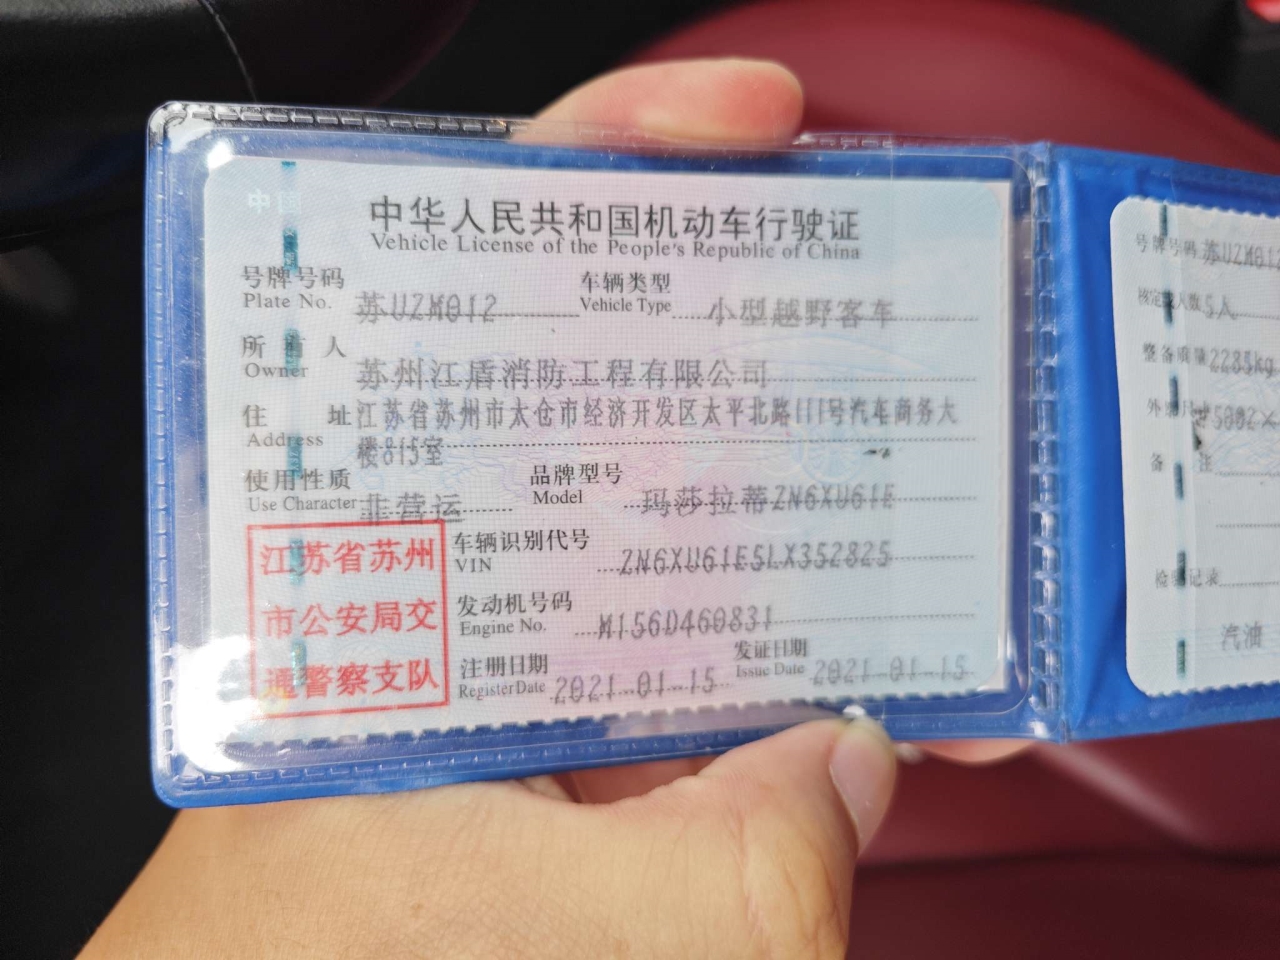 中华人民共和国机动车行驶证
Vehicle License of the People's Republic of China
号牌号码 苏UZM012 车辆类型 小型越野客车
Plate No. Vehicle Type
所有人 苏州江盾消防工程有限公司
Owner
住址 江苏省苏州市太仓市经济开发区太平北路111号汽车商务大
Address 楼815室
使用性质 非营运 品牌型号 玛莎拉蒂ZN6XU61E
Use Character Model
江苏省苏州
市公安局交
通警察支队
车辆识别代号 ZN6XU61E5LX352825
VIN
发动机号码 M156D460831
Engine No.
注册日期 2021-01-15 发证日期 2021-01-15
Register Date Issue Date
号牌号码 苏UZM012
核定载人数 5人
整备质量 2285kg
5002×
备注
检验记录
汽油